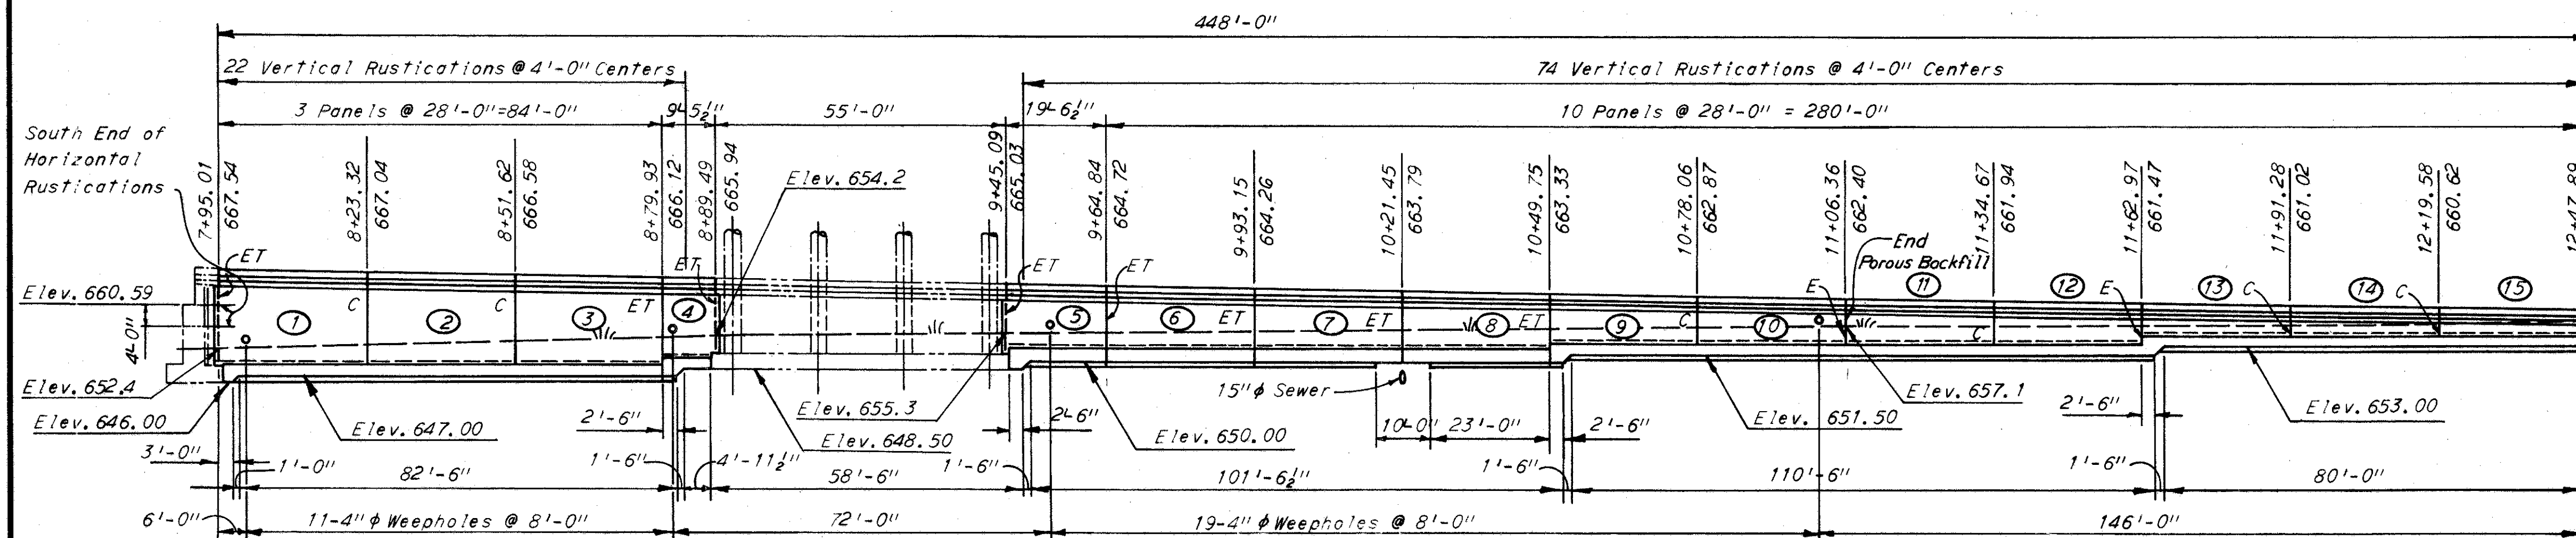 448'-0"
22 Vertical Rustications @ 4'-0" Centers
74 Vertical Rustications @ 4'-0" Centers
3 Panels @ 28'-0"=84'-0"
9'-5½"
55'-0"
19'-6½"
10 Panels @ 28'-0" = 280'-0"
South End of
Horizontal
Rustications
7+95.01
667.54
8+23.32
667.04
8+51.62
666.58
8+79.93
666.12
8+89.49
665.94
9+45.09
665.03
9+64.84
664.72
9+93.15
664.26
10+21.45
663.79
10+49.75
663.33
10+78.06
662.87
11+06.36
662.40
11+34.67
661.94
11+62.97
661.47
11+91.28
661.02
12+19.58
660.62
12+47.89
Elev. 654.2
End
Porous Backfill
ET
ET
ET
ET
Elev. 660.59
4'-0"
C
C
ET
ET
ET
ET
C
E
C
E
C
C
1
2
3
4
5
6
7
8
9
10
11
12
13
14
15
Elev. 652.4
Elev. 646.00
Elev. 647.00
2'-6"
Elev. 655.3
Elev. 648.50
2'-6"
Elev. 650.00
15"φ Sewer
10'-0"
23'-0"
2'-6"
Elev. 651.50
Elev. 657.1
2'-6"
Elev. 653.00
3'-0"
1'-0"
82'-6"
1'-6"
4'-11½"
58'-6"
1'-6"
101'-6½"
1'-6"
110'-6"
1'-6"
80'-0"
6'-0"
11-4"φ Weepholes @ 8'-0"
72'-0"
19-4"φ Weepholes @ 8'-0"
146'-0"